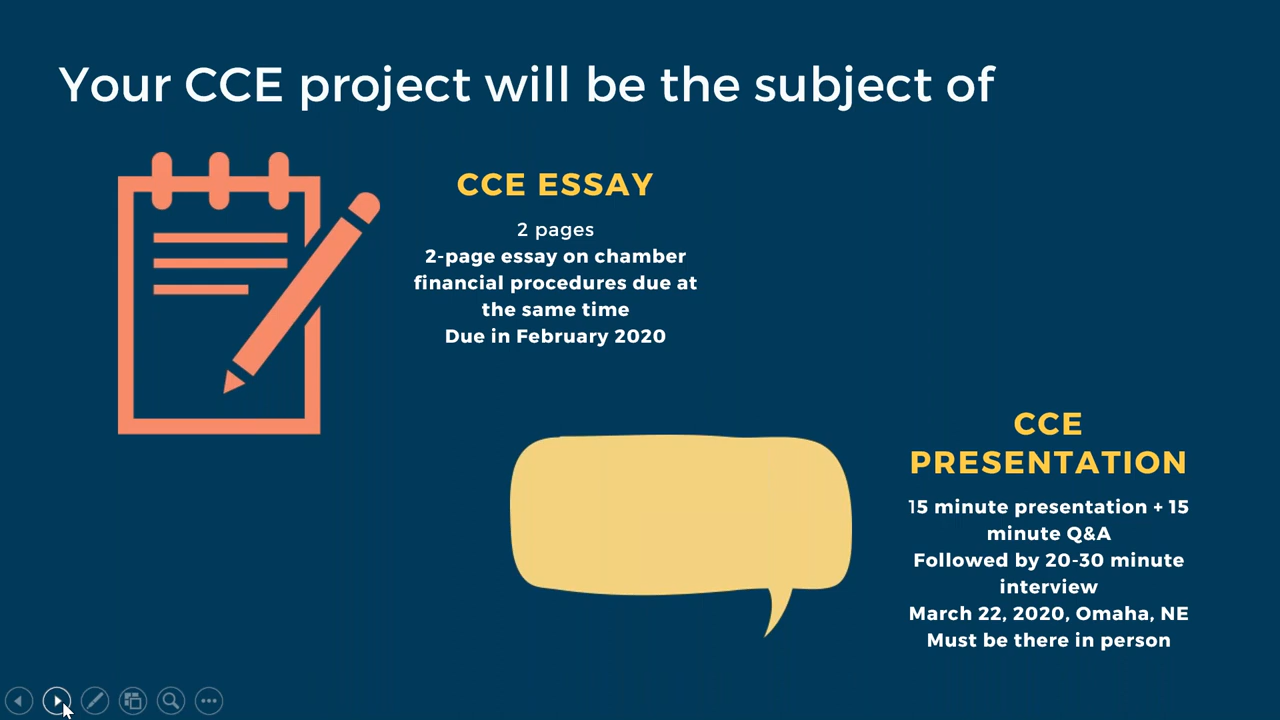 Your CCE project will be the subject of
CCE ESSAY
2 pages
2-page essay on chamber
financial procedures due at
the same time
Due in February 2020
CCE
PRESENTATION
15 minute presentation + 15
minute Q&A
Followed by 20-30 minute
interview
March 22, 2020, Omaha, NE
Must be there in person